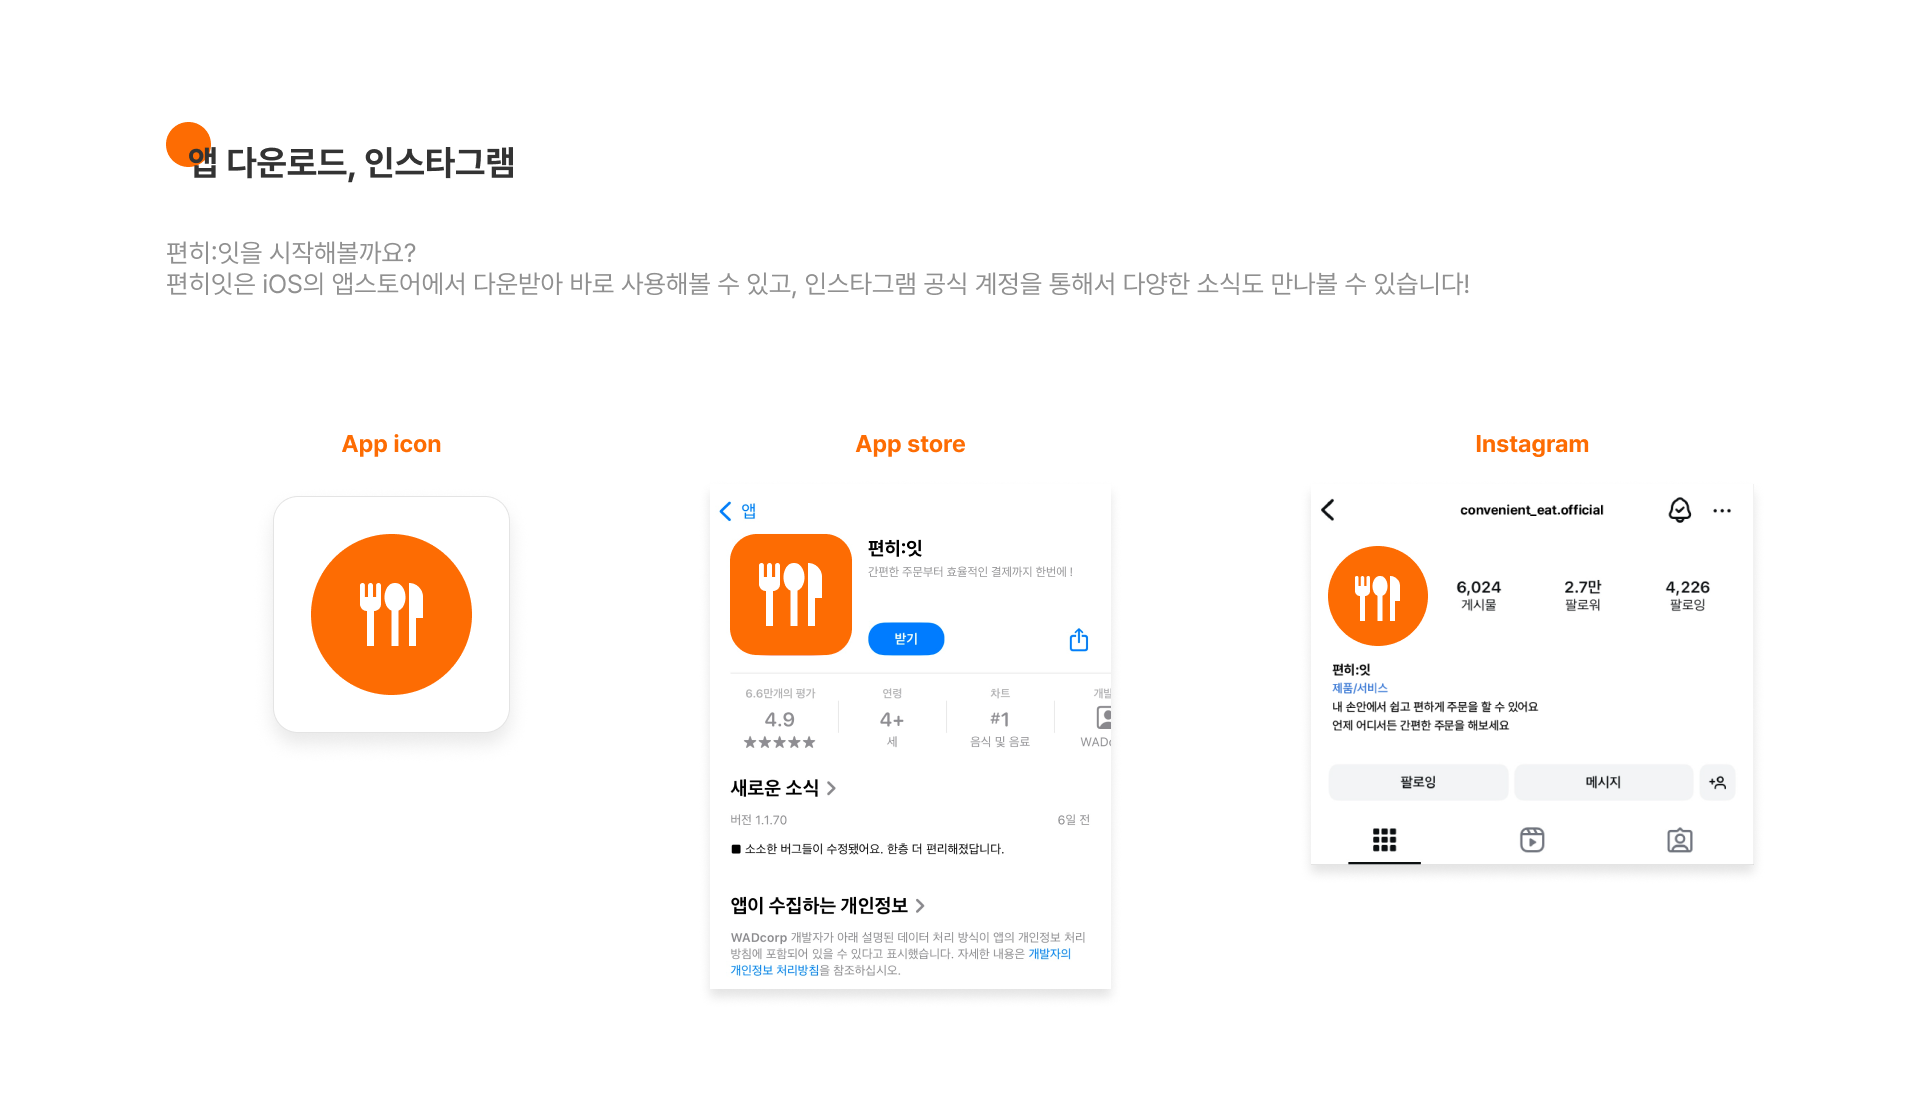 앱 다운로드, 인스타그램
편히:잇을 시작해볼까요?
편히잇은 iOS의 앱스토어에서 다운받아 바로 사용해볼 수 있고, 인스타그램 공식 계정을 통해서 다양한 소식도 만나볼 수 있습니다!
App icon
App store
앱
편히:잇
간편한 주문부터 효율적인 결제까지 한번에 !
받기
6.6만개의 평가
연령
차트
4.9
4+
#1
★★★★★
세
음식 및 음료
새로운 소식
버전 1.1.70
6일 전
■ 소소한 버그들이 수정됐어요. 한층 더 편리해졌답니다.
앱이 수집하는 개인정보
WADcorp 개발자가 아래 설명된 데이터 처리 방식이 앱의 개인정보 처리
방침에 포함되어 있을 수 있다고 표시했습니다. 자세한 내용은 개발자의
개인정보 처리방침을 참조하십시오.
Instagram
convenient_eat.official
6,024
2.7만
4,226
게시물
팔로워
팔로잉
편히:잇
제품/서비스
내 손안에서 쉽고 편하게 주문을 할 수 있어요
언제 어디서든 간편한 주문을 해보세요
팔로잉
메시지